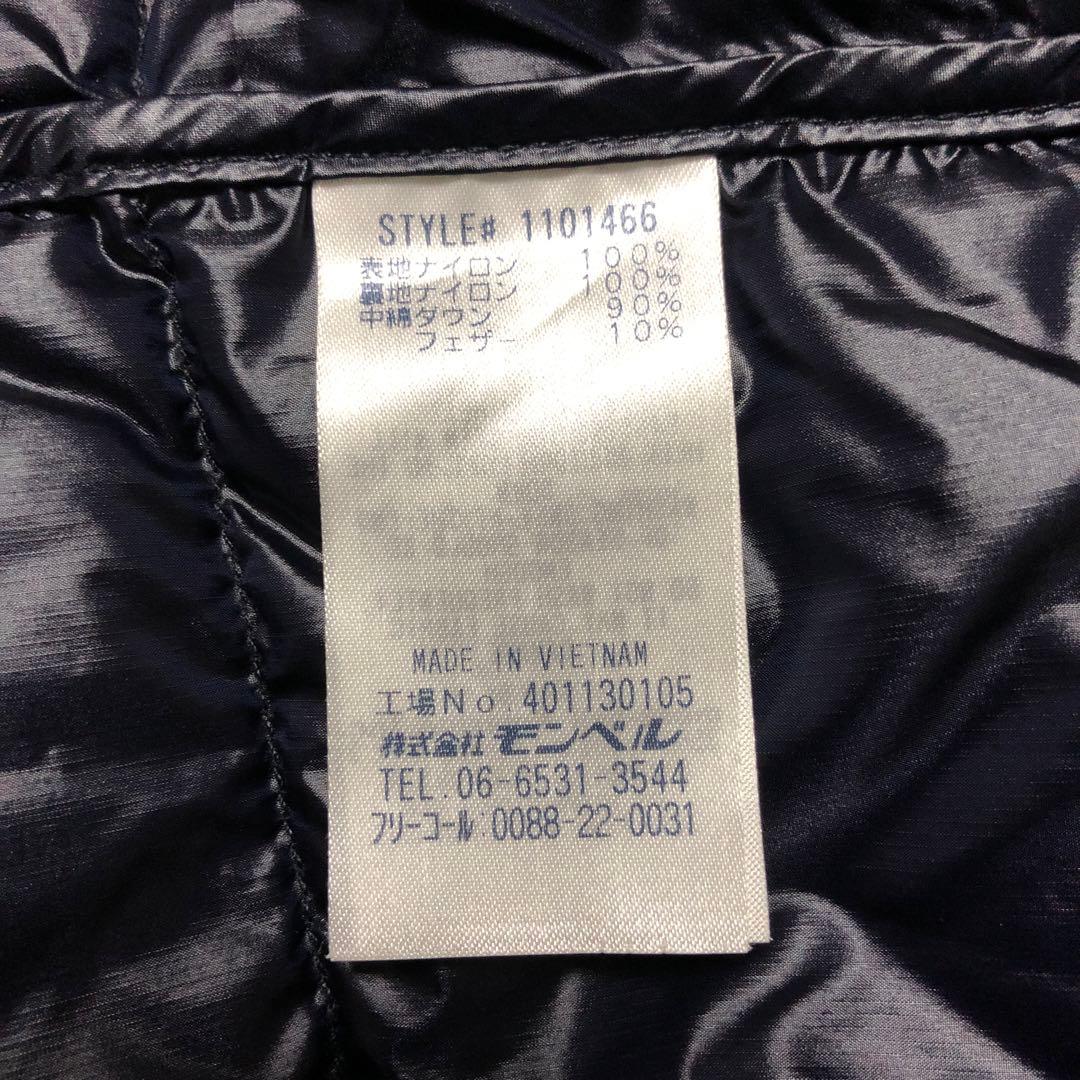 STYLE# 1101466
表地ナイロン 100%
裏地ナイロン 100%
中綿ダウン 90%
フェザー 10%
MADE IN VIETNAM
工場No.401130105
株式会社モンベル
TEL.06-6531-3544
フリーコール:0088-22-0031